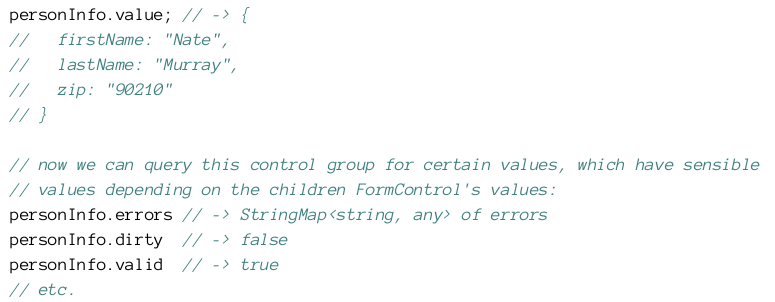 personInfo.value; // -> {
//   firstName: "Nate",
//   lastName: "Murray",
//   zip: "90210"
// }

// now we can query this control group for certain values, which have sensible
// values depending on the children FormControl's values:
personInfo.errors // -> StringMap<string, any> of errors
personInfo.dirty  // -> false
personInfo.valid  // -> true
// etc.